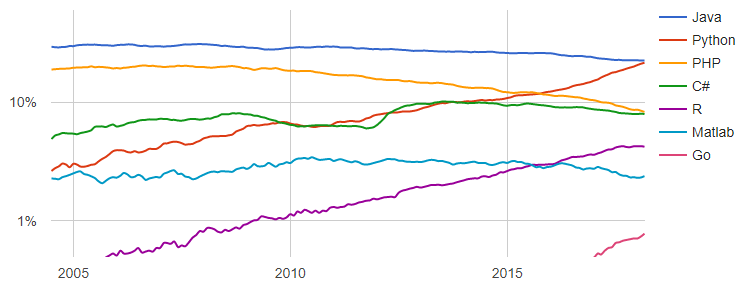 Java
Python
PHP
C#
R
Matlab
Go
10%
1%
2005 2010 2015